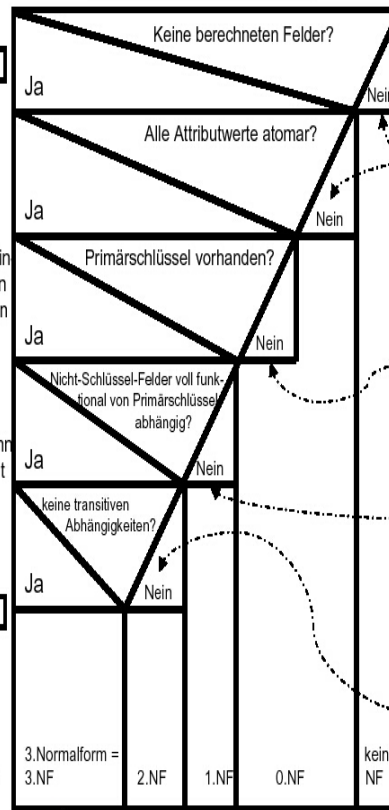 Keine berechneten Felder?
Ja
Nein
Alle Attributwerte atomar?
Ja
Nein
Primärschlüssel vorhanden?
Ja
Nein
Nicht-Schlüssel-Felder voll funk-
tional von Primärschlüssel
abhängig?
Ja
Nein
keine transitiven
Abhängigkeiten?
Ja
Nein
3.Normalform =
3.NF
2.NF
1.NF
0.NF
kein
NF